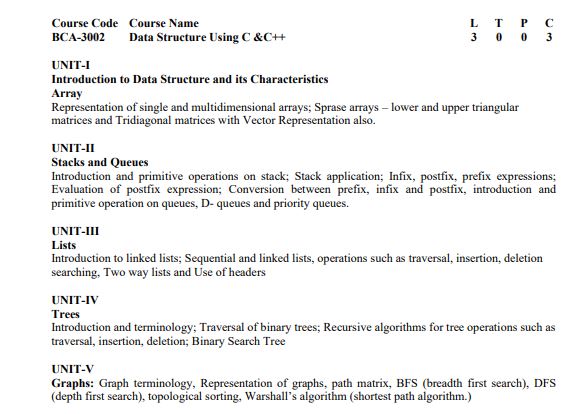 Course Code Course Name L T P C
BCA-3002 Data Structure Using C &C++ 3 0 0 3
UNIT-I
Introduction to Data Structure and its Characteristics
Array
Representation of single and multidimensional arrays; Sprase arrays – lower and upper triangular
matrices and Tridiagonal matrices with Vector Representation also.
UNIT-II
Stacks and Queues
Introduction and primitive operations on stack; Stack application; Infix, postfix, prefix expressions;
Evaluation of postfix expression; Conversion between prefix, infix and postfix, introduction and
primitive operation on queues, D- queues and priority queues.
UNIT-III
Lists
Introduction to linked lists; Sequential and linked lists, operations such as traversal, insertion, deletion
searching, Two way lists and Use of headers
UNIT-IV
Trees
Introduction and terminology; Traversal of binary trees; Recursive algorithms for tree operations such as
traversal, insertion, deletion; Binary Search Tree
UNIT-V
Graphs: Graph terminology, Representation of graphs, path matrix, BFS (breadth first search), DFS
(depth first search), topological sorting, Warshall’s algorithm (shortest path algorithm.)